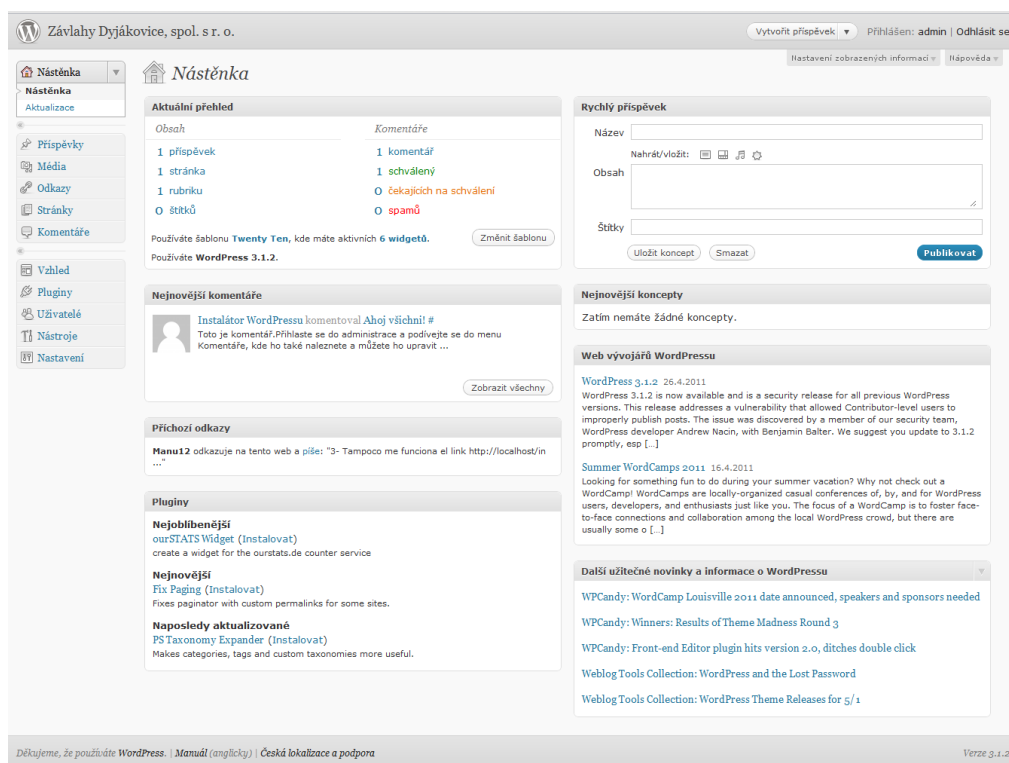 Závlahy Dyjákovice, spol. s r. o.
Vytvořit příspěvek
Přihlášen: admin | Odhlásit se
Nastavení zobrazených informací
Nápověda
Nástěnka
Nástěnka
Aktualizace
Příspěvky
Média
Odkazy
Stránky
Komentáře
Vzhled
Pluginy
Uživatelé
Nástroje
Nastavení
Nástěnka
Aktuální přehled
Obsah
Komentáře
1 příspěvek
1 komentář
1 stránka
1 schválený
1 rubriku
0 čekajících na schválení
0 štítků
0 spamů
Používáte šablonu Twenty Ten, kde máte aktivních 6 widgetů.
Změnit šablonu
Používáte WordPress 3.1.2.
Nejnovější komentáře
Instalátor WordPressu komentoval Ahoj všichni! #
Toto je komentář.Přihlaste se do administrace a podívejte se do menu
Komentáře, kde ho také naleznete a můžete ho upravit ...
Zobrazit všechny
Příchozí odkazy
Manu12 odkazuje na tento web a píše: "3- Tampoco me funciona el link http://localhost/in
..."
Pluginy
Nejoblíbenější
ourSTATS Widget (Instalovat)
create a widget for the ourstats.de counter service
Nejnovější
Fix Paging (Instalovat)
Fixes paginator with custom permalinks for some sites.
Naposledy aktualizované
PS Taxonomy Expander (Instalovat)
Makes categories, tags and custom taxonomies more useful.
Rychlý příspěvek
Název
Nahrát/vložit:
Obsah
Štítky
Uložit koncept
Smazat
Publikovat
Nejnovější koncepty
Zatím nemáte žádné koncepty.
Web vývojářů WordPressu
WordPress 3.1.2 26.4.2011
WordPress 3.1.2 is now available and is a security release for all previous WordPress
versions. This release addresses a vulnerability that allowed Contributor-level users to
improperly publish posts. The issue was discovered by a member of our security team,
WordPress developer Andrew Nacin, with Benjamin Balter. We suggest you update to 3.1.2
promptly, esp [...]
Summer WordCamps 2011 16.4.2011
Looking for something fun to do during your summer vacation? Why not check out a
WordCamp! WordCamps are locally-organized casual conferences of, by, and for WordPress
users, developers, and enthusiasts just like you. The focus of a WordCamp is to foster face-
to-face connections and collaboration among the local WordPress crowd, but there are
usually some o [...]
Další užitečné novinky a informace o WordPressu
WPCandy: WordCamp Louisville 2011 date announced, speakers and sponsors needed
WPCandy: Winners: Results of Theme Madness Round 3
WPCandy: Front-end Editor plugin hits version 2.0, ditches double click
Weblog Tools Collection: WordPress and the Lost Password
Weblog Tools Collection: WordPress Theme Releases for 5/1
Děkujeme, že používáte WordPress. | Manuál (anglicky) | Česká lokalizace a podpora
Verze 3.1.2